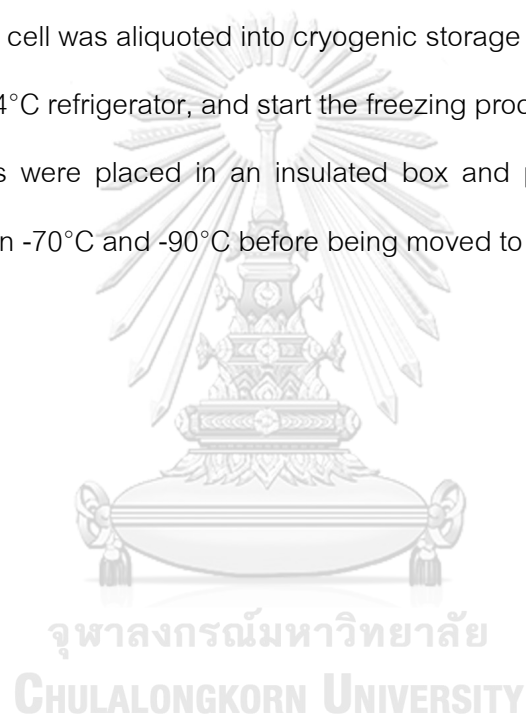 cell was aliquoted into cryogenic storage
4°C refrigerator, and start the freezing proc
s were placed in an insulated box and p
n -70°C and -90°C before being moved to
จุฬาลงกรณ์มหาวิทยาลัย
CHULALONGKORN UNIVERSITY